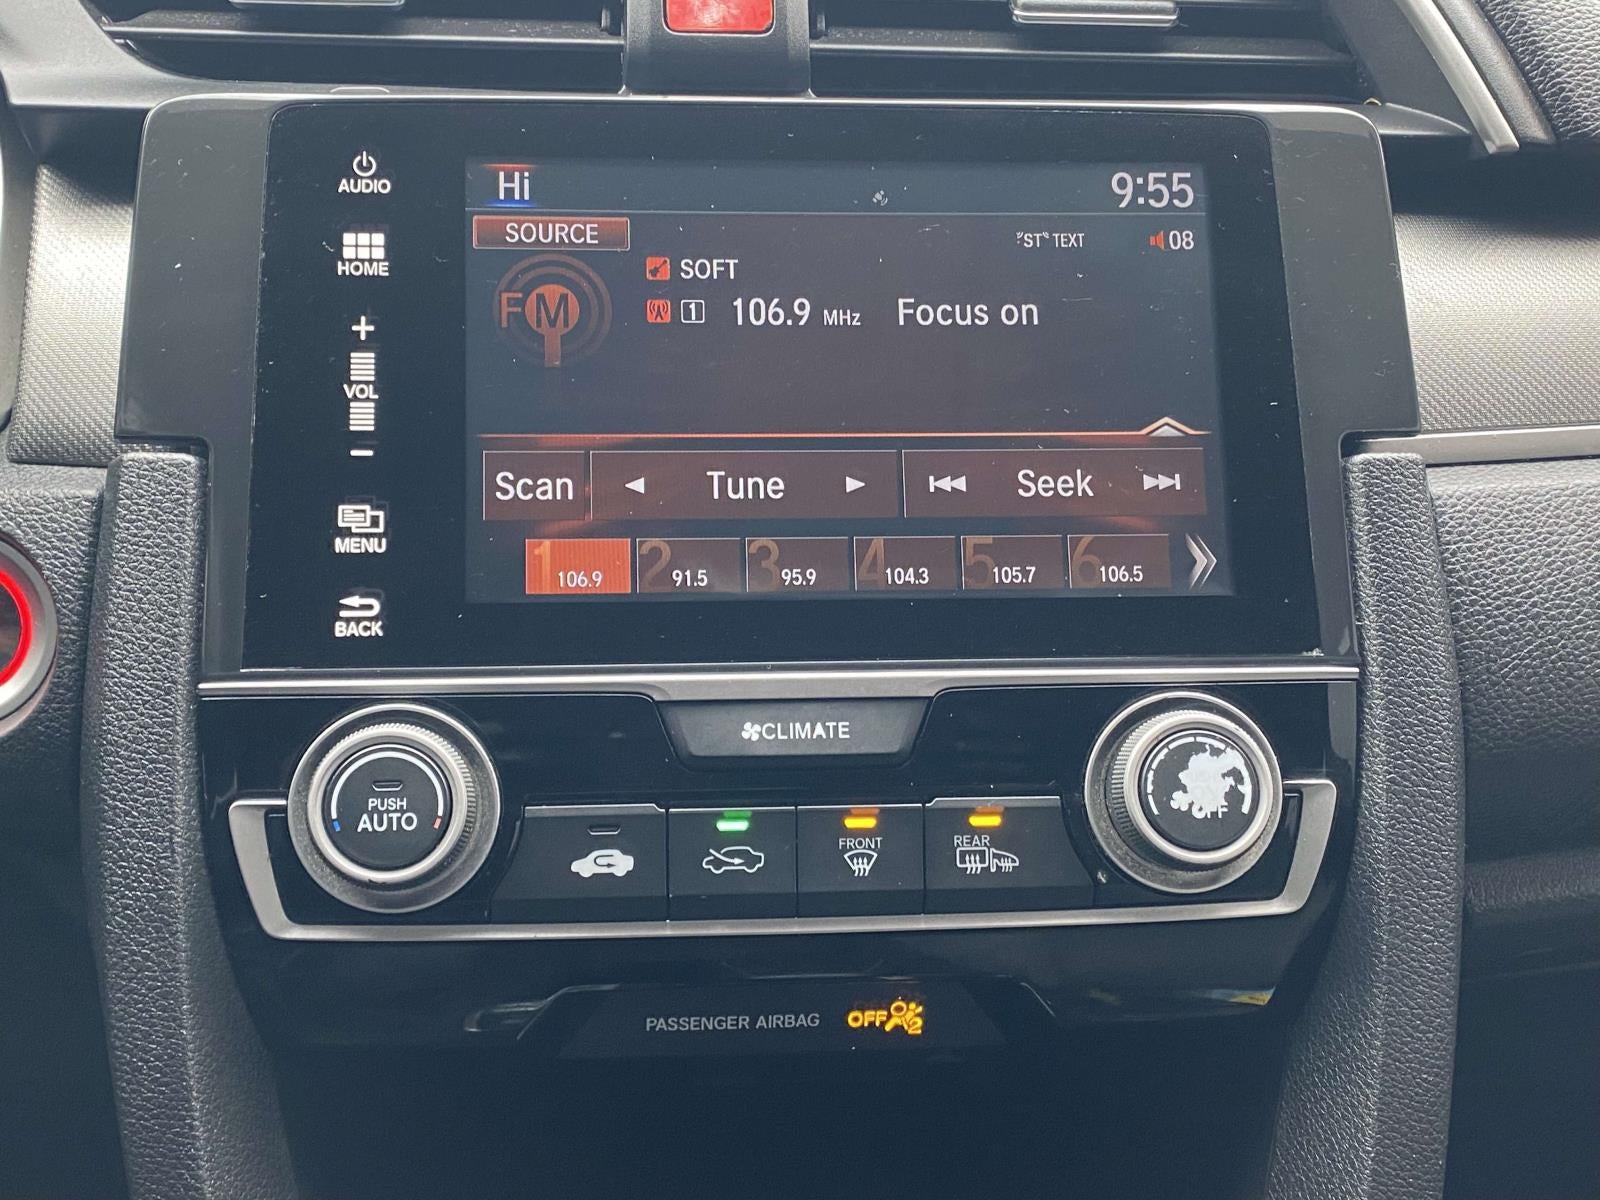 AUDIO
HOME
+
VOL
-
MENU
BACK
Hi
9:55
SOURCE
"ST" TEXT
08
FM
SOFT
1 106.9 MHz Focus on
Scan Tune Seek
1 106.9 2 91.5 3 95.9 4 104.3 5 105.7 6 106.5
CLIMATE
PUSH
AUTO
FRONT
REAR
OFF
PASSENGER AIRBAG OFF 2